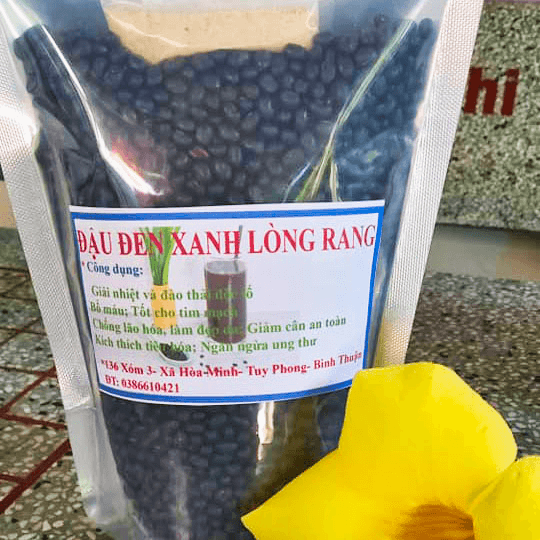 hi
ĐẬU ĐEN XANH LÒNG RANG
* Công dụng:
Giải nhiệt và đào thải độc tố
Bổ máu; Tốt cho tim mạch
Chống lão hóa, làm đẹp da; Giảm cân an toàn
Kích thích tiêu hóa; Ngăn ngừa ung thư
*136 Xóm 3- Xã Hòa Minh- Tuy Phong- Bình Thuận
ĐT: 0386610421